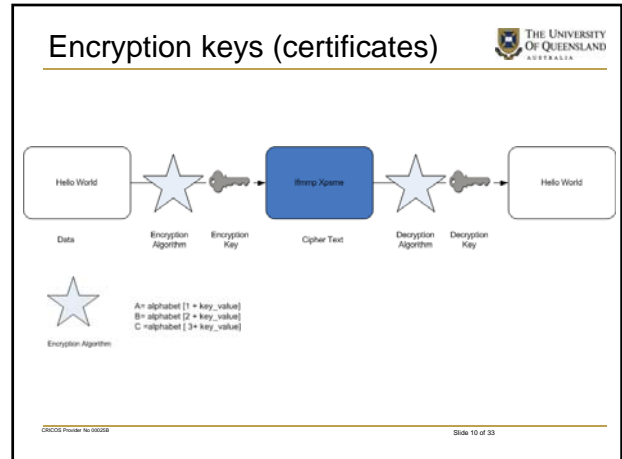 Encryption keys (certificates)
THE UNIVERSITY
OF QUEENSLAND
AUSTRALIA
Hello World
Ifmmp Xpsme
Hello World
Data
Encryption
Algorithm
Encryption
Key
Cipher Text
Decryption
Algorithm
Decryption
Key
A= alphabet [1 + key_value]
B= alphabet [2 + key_value]
C =alphabet [ 3+ key_value]
Encryption Algorithm
CRICOS Provider No 00025B
Slide 10 of 33